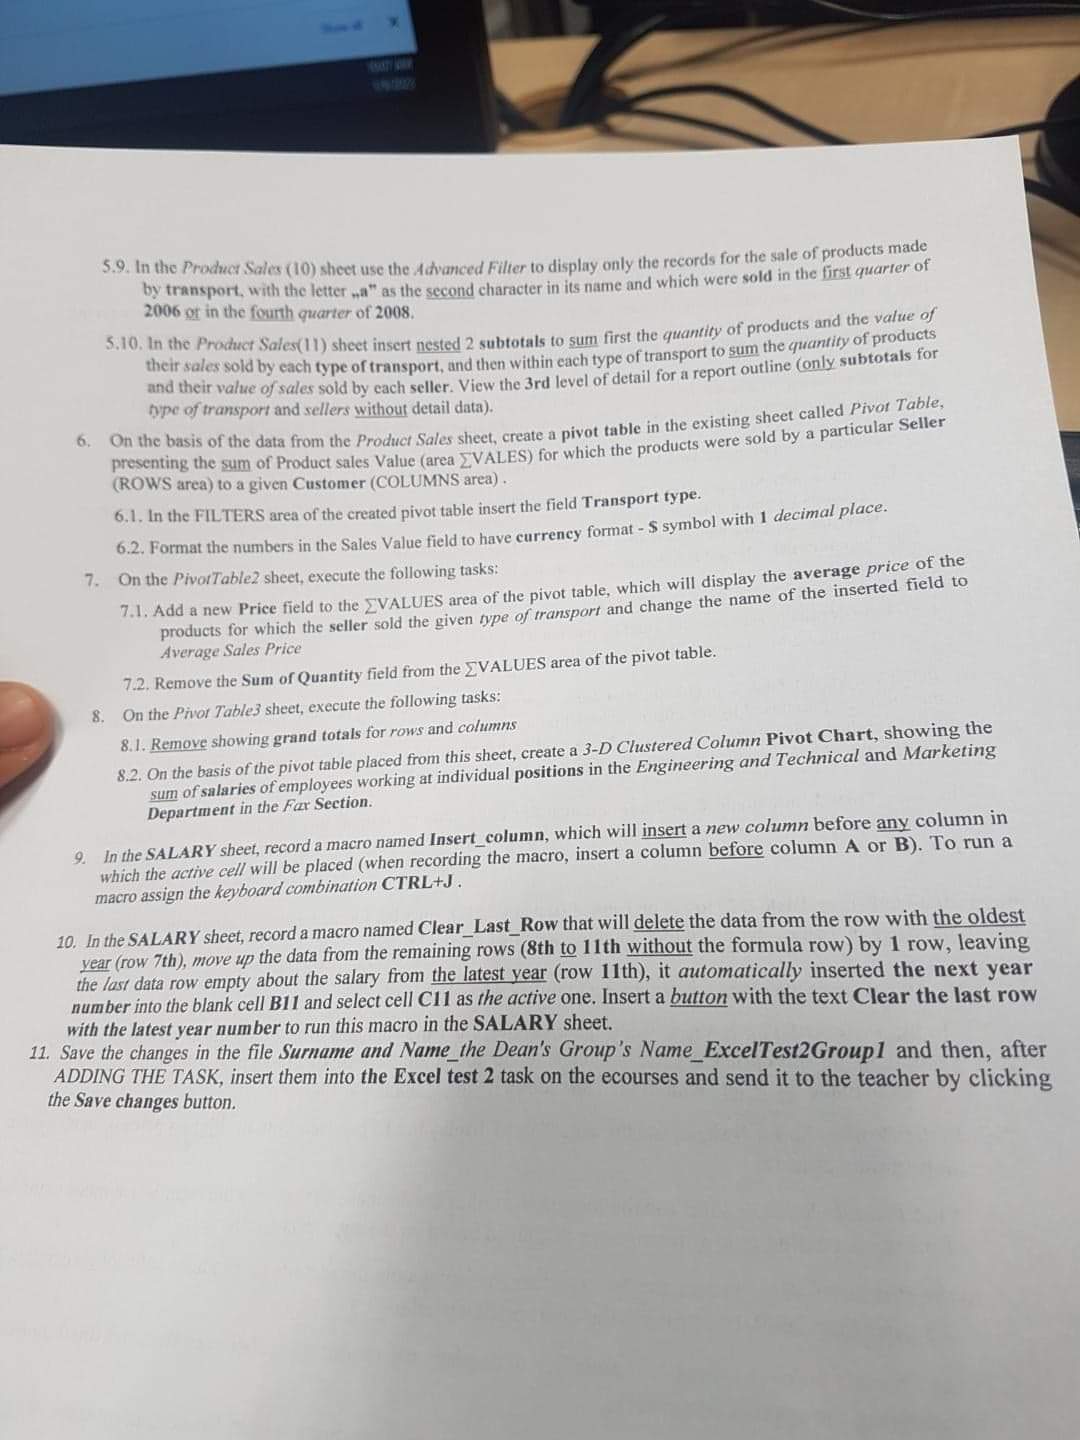 Show all X
5.9. In the Product Sales (10) sheet use the Advanced Filter to display only the records for the sale of products made
by transport, with the letter „a" as the second character in its name and which were sold in the first quarter of
2006 or in the fourth quarter of 2008.
5.10. In the Product Sales(11) sheet insert nested 2 subtotals to sum first the quantity of products and the value of
their sales sold by each type of transport, and then within each type of transport to sum the quantity of products
and their value of sales sold by each seller. View the 3rd level of detail for a report outline (only subtotals for
type of transport and sellers without detail data).
6. On the basis of the data from the Product Sales sheet, create a pivot table in the existing sheet called Pivot Table,
presenting the sum of Product sales Value (area ∑VALES) for which the products were sold by a particular Seller
(ROWS area) to a given Customer (COLUMNS area) .
6.1. In the FILTERS area of the created pivot table insert the field Transport type.
6.2. Format the numbers in the Sales Value field to have currency format - $ symbol with 1 decimal place.
7. On the PivotTable2 sheet, execute the following tasks:
7.1. Add a new Price field to the ∑VALUES area of the pivot table, which will display the average price of the
products for which the seller sold the given type of transport and change the name of the inserted field to
Average Sales Price
7.2. Remove the Sum of Quantity field from the ∑VALUES area of the pivot table.
8. On the Pivot Table3 sheet, execute the following tasks:
8.1. Remove showing grand totals for rows and columns
8.2. On the basis of the pivot table placed from this sheet, create a 3-D Clustered Column Pivot Chart, showing the
sum of salaries of employees working at individual positions in the Engineering and Technical and Marketing
Department in the Fax Section.
9. In the SALARY sheet, record a macro named Insert_column, which will insert a new column before any column in
which the active cell will be placed (when recording the macro, insert a column before column A or B). To run a
macro assign the keyboard combination CTRL+J .
10. In the SALARY sheet, record a macro named Clear_Last_Row that will delete the data from the row with the oldest
year (row 7th), move up the data from the remaining rows (8th to 11th without the formula row) by 1 row, leaving
the last data row empty about the salary from the latest year (row 11th), it automatically inserted the next year
number into the blank cell B11 and select cell C11 as the active one. Insert a button with the text Clear the last row
with the latest year number to run this macro in the SALARY sheet.
11. Save the changes in the file Surname and Name_the Dean's Group's Name_ExcelTest2Group1 and then, after
ADDING THE TASK, insert them into the Excel test 2 task on the ecourses and send it to the teacher by clicking
the Save changes button.